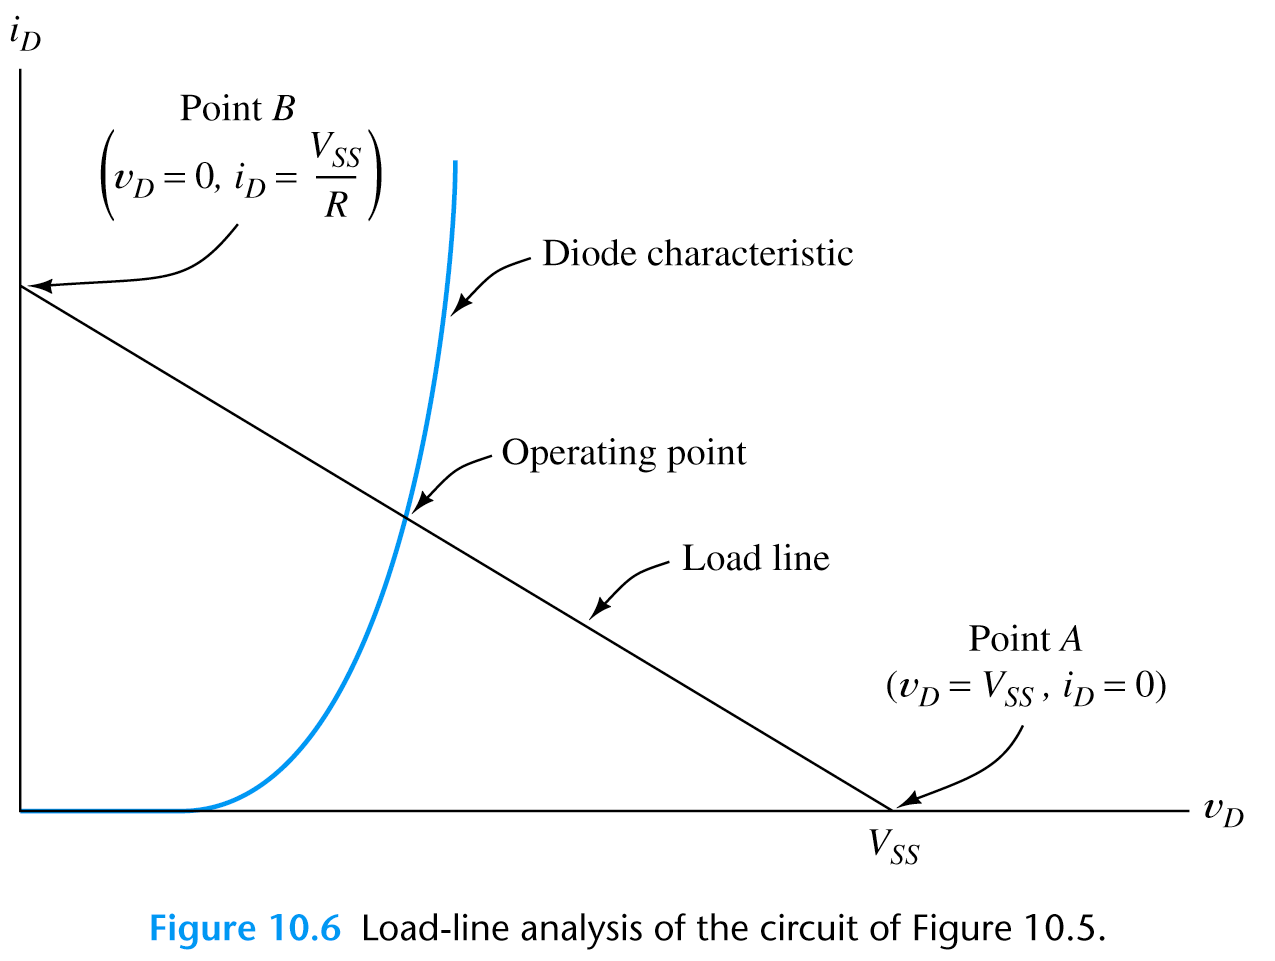 i_D
Point B
(v_D = 0, i_D = V_SS / R)
Diode characteristic
Operating point
Load line
Point A
(v_D = V_SS, i_D = 0)
v_D
V_SS
Figure 10.6 Load-line analysis of the circuit of Figure 10.5.